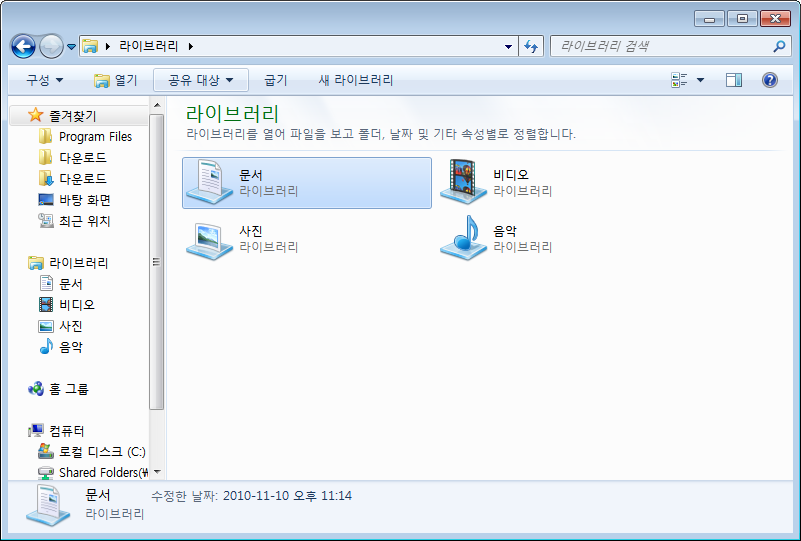 라이브러리
라이브러리 검색
구성 열기 공유 대상 굽기 새 라이브러리
즐겨찾기
Program Files
다운로드
다운로드
바탕 화면
최근 위치
라이브러리
문서
비디오
사진
음악
홈 그룹
컴퓨터
로컬 디스크 (C:)
Shared Folders(₩
라이브러리
라이브러리를 열어 파일을 보고 폴더, 날짜 및 기타 속성별로 정렬합니다.
문서
라이브러리
비디오
라이브러리
사진
라이브러리
음악
라이브러리
문서 수정한 날짜: 2010-11-10 오후 11:14
라이브러리